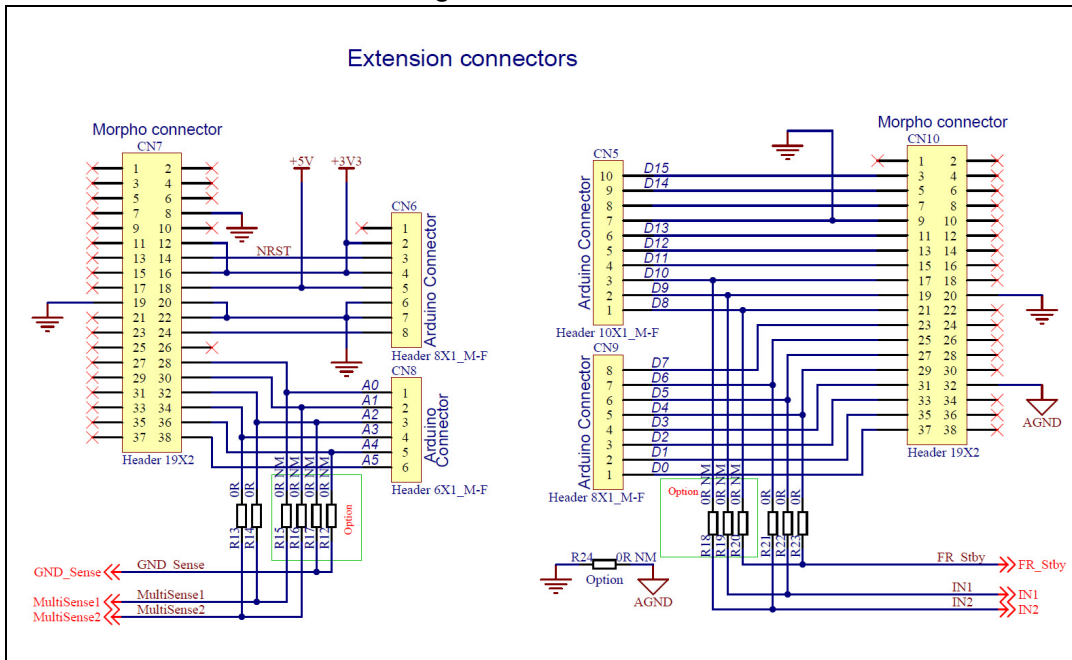 Extension connectors
Morpho connector
CN7
1 2
3 4
5 6
7 8
9 10
11 12
13 14
15 16
17 18
19 20
21 22
23 24
25 26
27 28
29 30
31 32
33 34
35 36
37 38
Header 19X2
+5V
+3V3
NRST
CN6
1
2
3
4
5
6
7
8
Arduino Connector
Header 8X1_M-F
CN8
A0 1
A1 2
A2 3
A3 4
A4 5
A5 6
Arduino
Connector
Header 6X1_M-F
R13 0R
R14 0R
R15 0R NM
R16 0R NM
R17 0R NM
R12 0R NM
Option
GND_Sense
GND_Sense
MultiSense1
MultiSense1
MultiSense2
MultiSense2
CN5
10 D15
9 D14
8
7
6 D13
5 D12
4 D11
3 D10
2 D9
1 D8
Arduino Connector
Header 10X1_M-F
CN9
8 D7
7 D6
6 D5
5 D4
4 D3
3 D2
2 D1
1 D0
Arduino Connector
Header 8X1_M-F
Morpho connector
CN10
1 2
3 4
5 6
7 8
9 10
11 12
13 14
15 16
17 18
19 20
21 22
23 24
25 26
27 28
29 30
31 32
33 34
35 36
37 38
Header 19X2
AGND
Option
R18 0R NM
R19 0R NM
R20 0R NM
R21 0R
R22 0R
R23 0R
R24 0R NM
Option
AGND
FR_Stby
FR_Stby
IN1
IN1
IN2
IN2